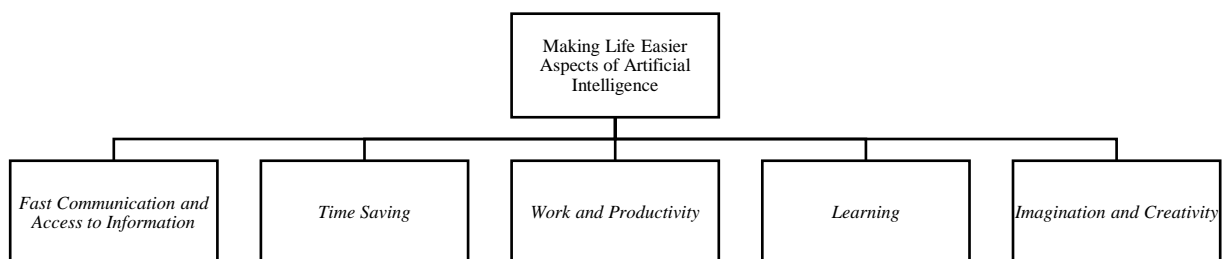 Making Life Easier
Aspects of Artificial
Intelligence
Fast Communication and
Access to Information
Time Saving
Work and Productivity
Learning
Imagination and Creativity